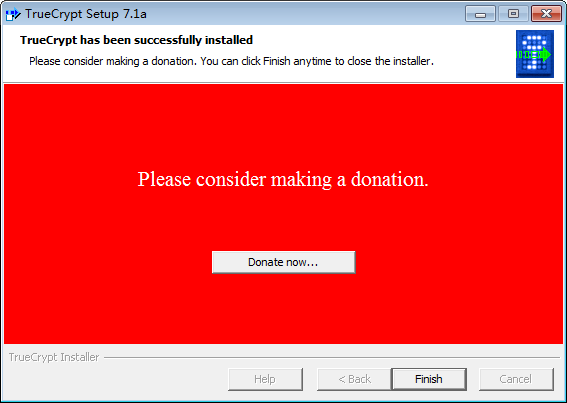 TrueCrypt Setup 7.1a
TrueCrypt has been successfully installed
Please consider making a donation. You can click Finish anytime to close the installer.
Please consider making a donation.
Donate now...
TrueCrypt Installer
Help
< Back
Finish
Cancel